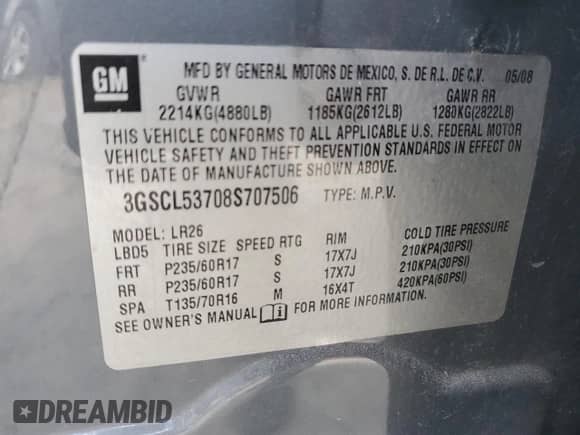 GM
MFD BY GENERAL MOTORS DE MEXICO, S. DE R.L. DE C.V. 05/08
GVWR GAWR FRT GAWR RR
2214KG(4880LB) 1185KG(2612LB) 1280KG(2822LB)
THIS VEHICLE CONFORMS TO ALL APPLICABLE U.S. FEDERAL MOTOR
VEHICLE SAFETY AND THEFT PREVENTION STANDARDS IN EFFECT ON
THE DATE OF MANUFACTURE SHOWN ABOVE.
3GSCL53708S707506 TYPE: M.P.V.
MODEL: LR26
LBD5 TIRE SIZE SPEED RTG RIM COLD TIRE PRESSURE
FRT P235/60R17 S 17X7J 210KPA(30PSI)
RR P235/60R17 S 17X7J 210KPA(30PSI)
SPA T135/70R16 M 16X4T 420KPA(60PSI)
SEE OWNER'S MANUAL FOR MORE INFORMATION.
DREAMBID